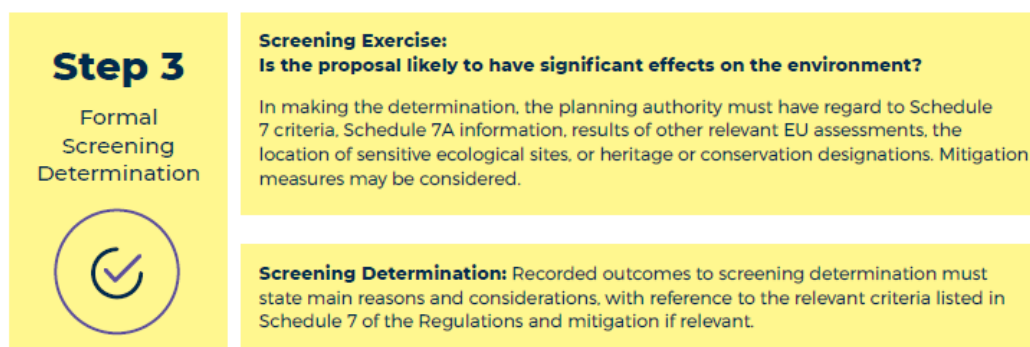 Step 3
Formal
Screening
Determination
Screening Exercise:
Is the proposal likely to have significant effects on the environment?
In making the determination, the planning authority must have regard to Schedule
7 criteria, Schedule 7A information, results of other relevant EU assessments, the
location of sensitive ecological sites, or heritage or conservation designations. Mitigation
measures may be considered.
Screening Determination: Recorded outcomes to screening determination must
state main reasons and considerations, with reference to the relevant criteria listed in
Schedule 7 of the Regulations and mitigation if relevant.